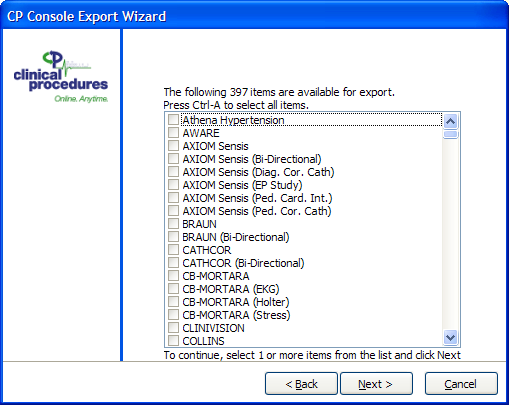 CP Console Export Wizard
CP
clinical
procedures
Online. Anytime.
The following 397 items are available for export.
Press Ctrl-A to select all items.
Athena Hypertension
AWARE
AXIOM Sensis
AXIOM Sensis (Bi-Directional)
AXIOM Sensis (Diag. Cor. Cath)
AXIOM Sensis (EP Study)
AXIOM Sensis (Ped. Card. Int.)
AXIOM Sensis (Ped. Cor. Cath)
BRAUN
BRAUN (Bi-Directional)
CATHCOR
CATHCOR (Bi-Directional)
CB-MORTARA
CB-MORTARA (EKG)
CB-MORTARA (Holter)
CB-MORTARA (Stress)
CLINIVISION
COLLINS
To continue, select 1 or more items from the list and click Next
< Back Next > Cancel